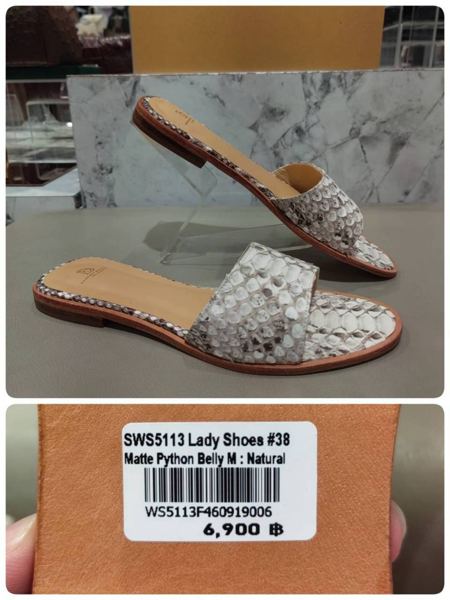 SWS5113 Lady Shoes #38
Matte Python Belly M : Natural
WS5113F460919006
6,900 ฿